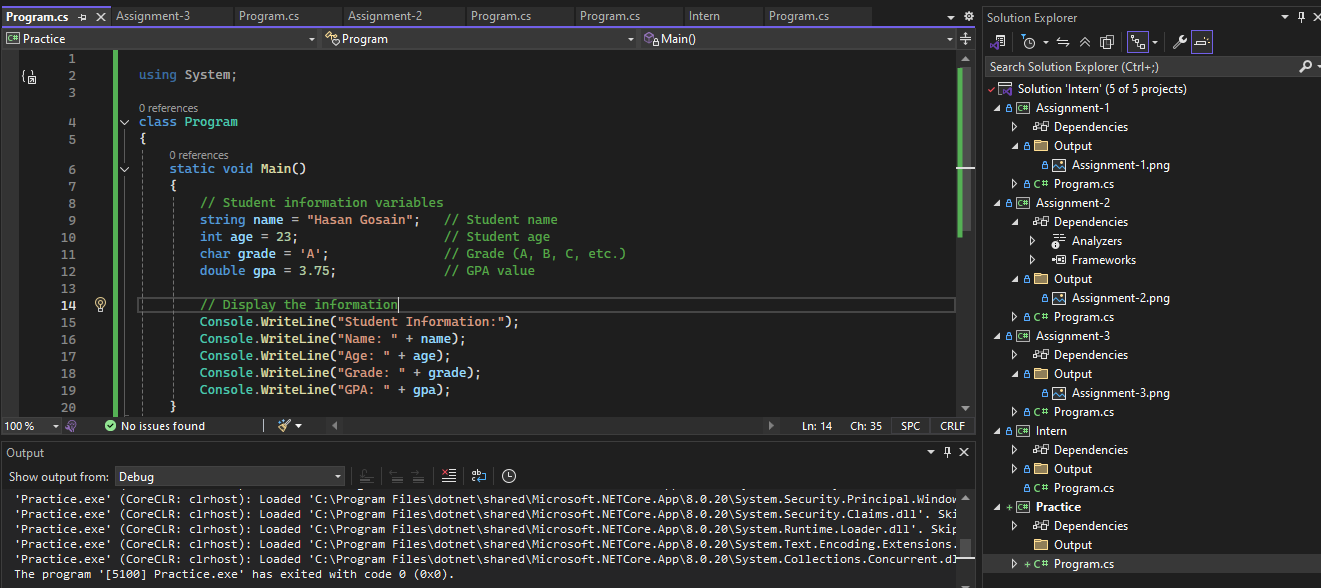 Program.cs
Assignment-3
Program.cs
Assignment-2
Program.cs
Program.cs
Intern
Program.cs
C# Practice
Program
Main()
1
2 using System;
3
0 references
4 class Program
5 {
0 references
6 static void Main()
7 {
8 // Student information variables
9 string name = "Hasan Gosain"; // Student name
10 int age = 23; // Student age
11 char grade = 'A'; // Grade (A, B, C, etc.)
12 double gpa = 3.75; // GPA value
13
14 // Display the information
15 Console.WriteLine("Student Information:");
16 Console.WriteLine("Name: " + name);
17 Console.WriteLine("Age: " + age);
18 Console.WriteLine("Grade: " + grade);
19 Console.WriteLine("GPA: " + gpa);
20 }
100 % No issues found Ln: 14 Ch: 35 SPC CRLF
Output
Show output from: Debug
'Practice.exe' (CoreCLR: clrhost): Loaded 'C:\Program Files\dotnet\shared\Microsoft.NETCore.App\8.0.20\System.Security.Principal.Window
'Practice.exe' (CoreCLR: clrhost): Loaded 'C:\Program Files\dotnet\shared\Microsoft.NETCore.App\8.0.20\System.Security.Claims.dll'. Ski
'Practice.exe' (CoreCLR: clrhost): Loaded 'C:\Program Files\dotnet\shared\Microsoft.NETCore.App\8.0.20\System.Runtime.Loader.dll'. Skip
'Practice.exe' (CoreCLR: clrhost): Loaded 'C:\Program Files\dotnet\shared\Microsoft.NETCore.App\8.0.20\System.Text.Encoding.Extensions.
'Practice.exe' (CoreCLR: clrhost): Loaded 'C:\Program Files\dotnet\shared\Microsoft.NETCore.App\8.0.20\System.Collections.Concurrent.dl
The program '[5100] Practice.exe' has exited with code 0 (0x0).
Solution Explorer
Search Solution Explorer (Ctrl+;)
Solution 'Intern' (5 of 5 projects)
C# Assignment-1
Dependencies
Output
Assignment-1.png
C# Program.cs
C# Assignment-2
Dependencies
Analyzers
Frameworks
Output
Assignment-2.png
C# Program.cs
C# Assignment-3
Dependencies
Output
Assignment-3.png
C# Program.cs
C# Intern
Dependencies
Output
C# Program.cs
+ C# Practice
Dependencies
Output
+ C# Program.cs